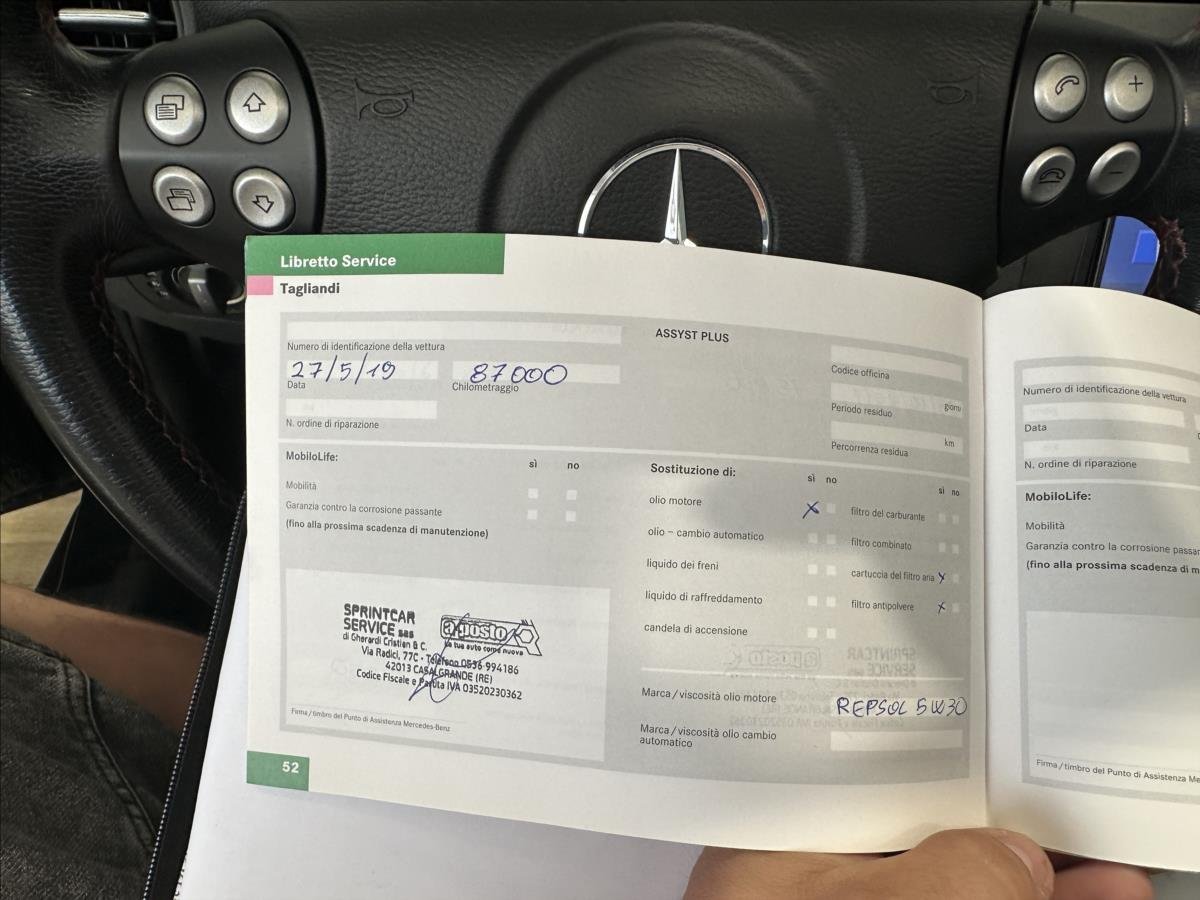 Libretto Service
Tagliandi
ASSYST PLUS
Numero di identificazione della vettura
27/5/19 87000
Data Chilometraggio
N. ordine di riparazione
Codice officina
giorni
Periodo residuo
km
Percorrenza residua
MobiloLife:
sì no
Mobilità
Garanzia contro la corrosione passante
(fino alla prossima scadenza di manutenzione)
Sostituzione di:
sì no
sì no
olio motore X
olio – cambio automatico
liquido dei freni
liquido di raffreddamento
candela di accensione
filtro del carburante
filtro combinato
cartuccia del filtro aria X
filtro antipolvere X
SPRINTCAR
SERVICE sas
di Gherardi Cristian & C.
a posto
la tua auto come nuova
Via Radici, 77C - Telefono 0536 994186
42013 CASALGRANDE (RE)
Codice Fiscale e Partita IVA 03520230362
Firma/timbro del Punto di Assistenza Mercedes-Benz
Marca/viscosità olio motore
REPSOL 5W30
Marca/viscosità olio cambio
automatico
52
Numero di identificazione della vettura
Data
N. ordine di riparazione
MobiloLife:
Mobilità
Garanzia contro la corrosione
(fino alla prossima scadenza di
Firma/timbro del Punto di Assistenza